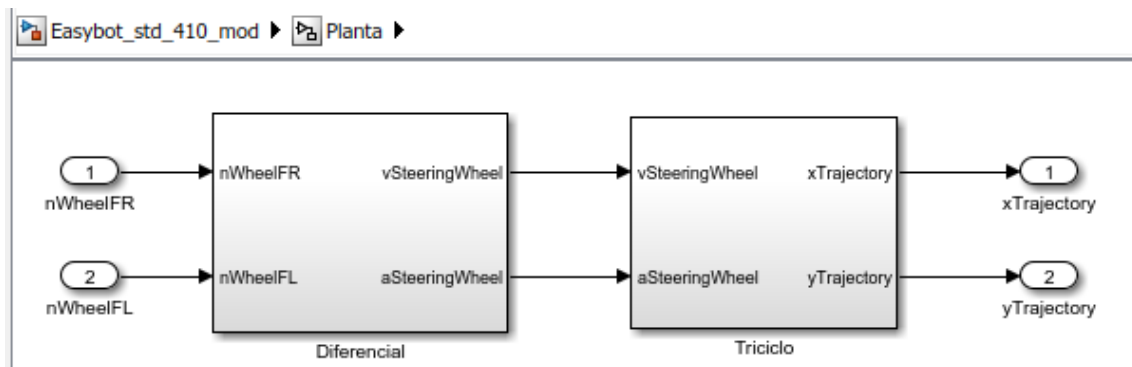 Easybot_std_410_mod Planta
1
nWheelFR
nWheelFR vSteeringWheel
vSteeringWheel xTrajectory
1
xTrajectory
2
nWheelFL
nWheelFL aSteeringWheel
aSteeringWheel yTrajectory
2
yTrajectory
Diferencial
Triciclo